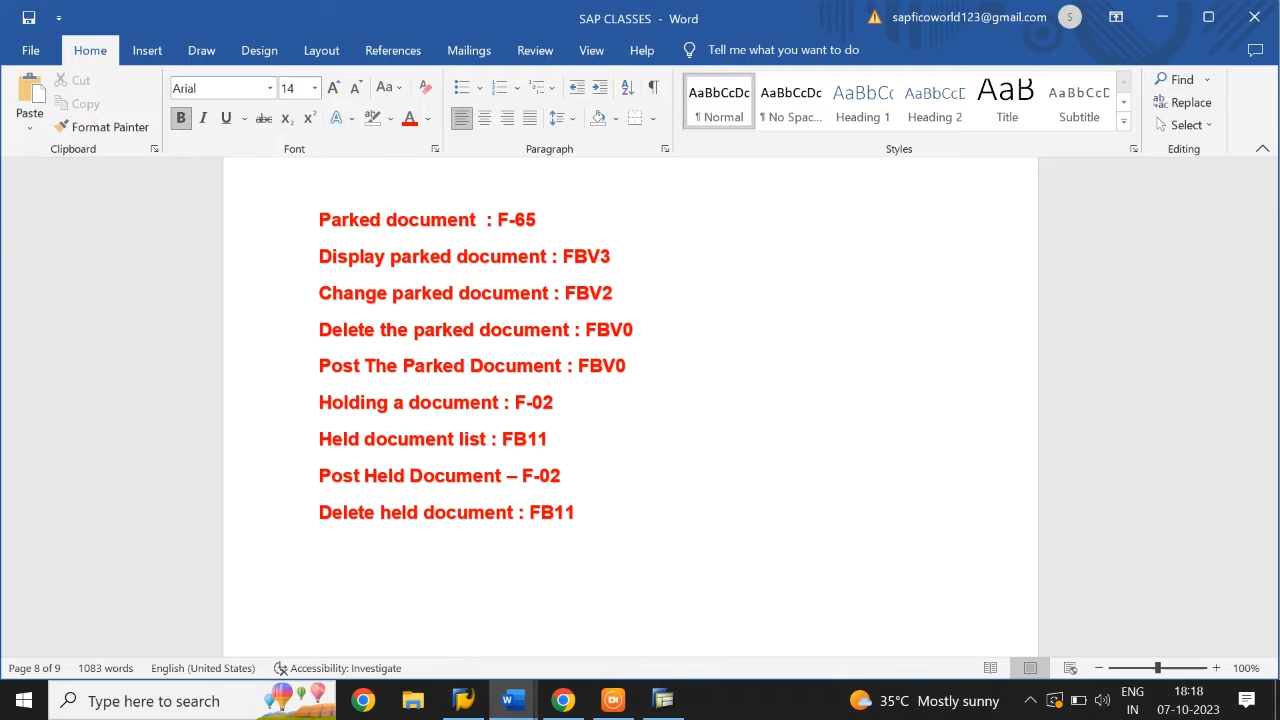 SAP CLASSES - Word
sapficoworld123@gmail.com
S
File Home Insert Draw Design Layout References Mailings Review View Help Tell me what you want to do
Paste
Cut
Copy
Format Painter
Clipboard
Arial 14
Font
Paragraph
AaBbCcDc AaBbCcDc AaBbCc AaBbCcD AaB AaBbCcD
¶ Normal ¶ No Spac... Heading 1 Heading 2 Title Subtitle
Styles
Find
Replace
Select
Editing
Parked document : F-65
Display parked document : FBV3
Change parked document : FBV2
Delete the parked document : FBV0
Post The Parked Document : FBV0
Holding a document : F-02
Held document list : FB11
Post Held Document – F-02
Delete held document : FB11
Page 8 of 9 1083 words English (United States) Accessibility: Investigate 100%
Type here to search
35°C Mostly sunny
ENG
IN
18:18
07-10-2023